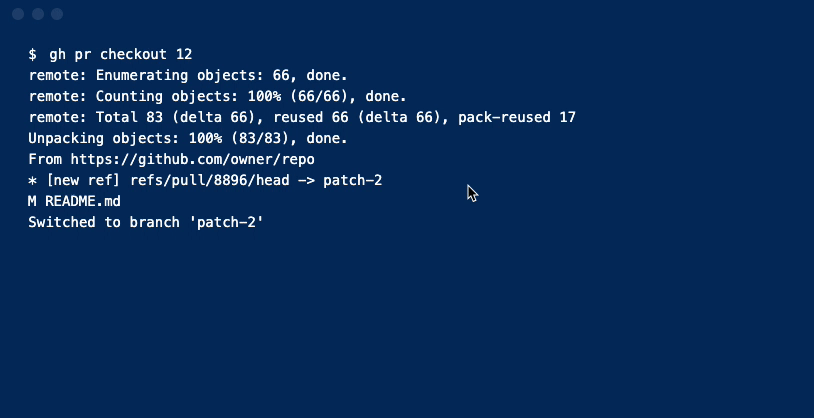 $ gh pr checkout 12
remote: Enumerating objects: 66, done.
remote: Counting objects: 100% (66/66), done.
remote: Total 83 (delta 66), reused 66 (delta 66), pack-reused 17
Unpacking objects: 100% (83/83), done.
From https://github.com/owner/repo
* [new ref] refs/pull/8896/head -> patch-2
M README.md
Switched to branch 'patch-2'